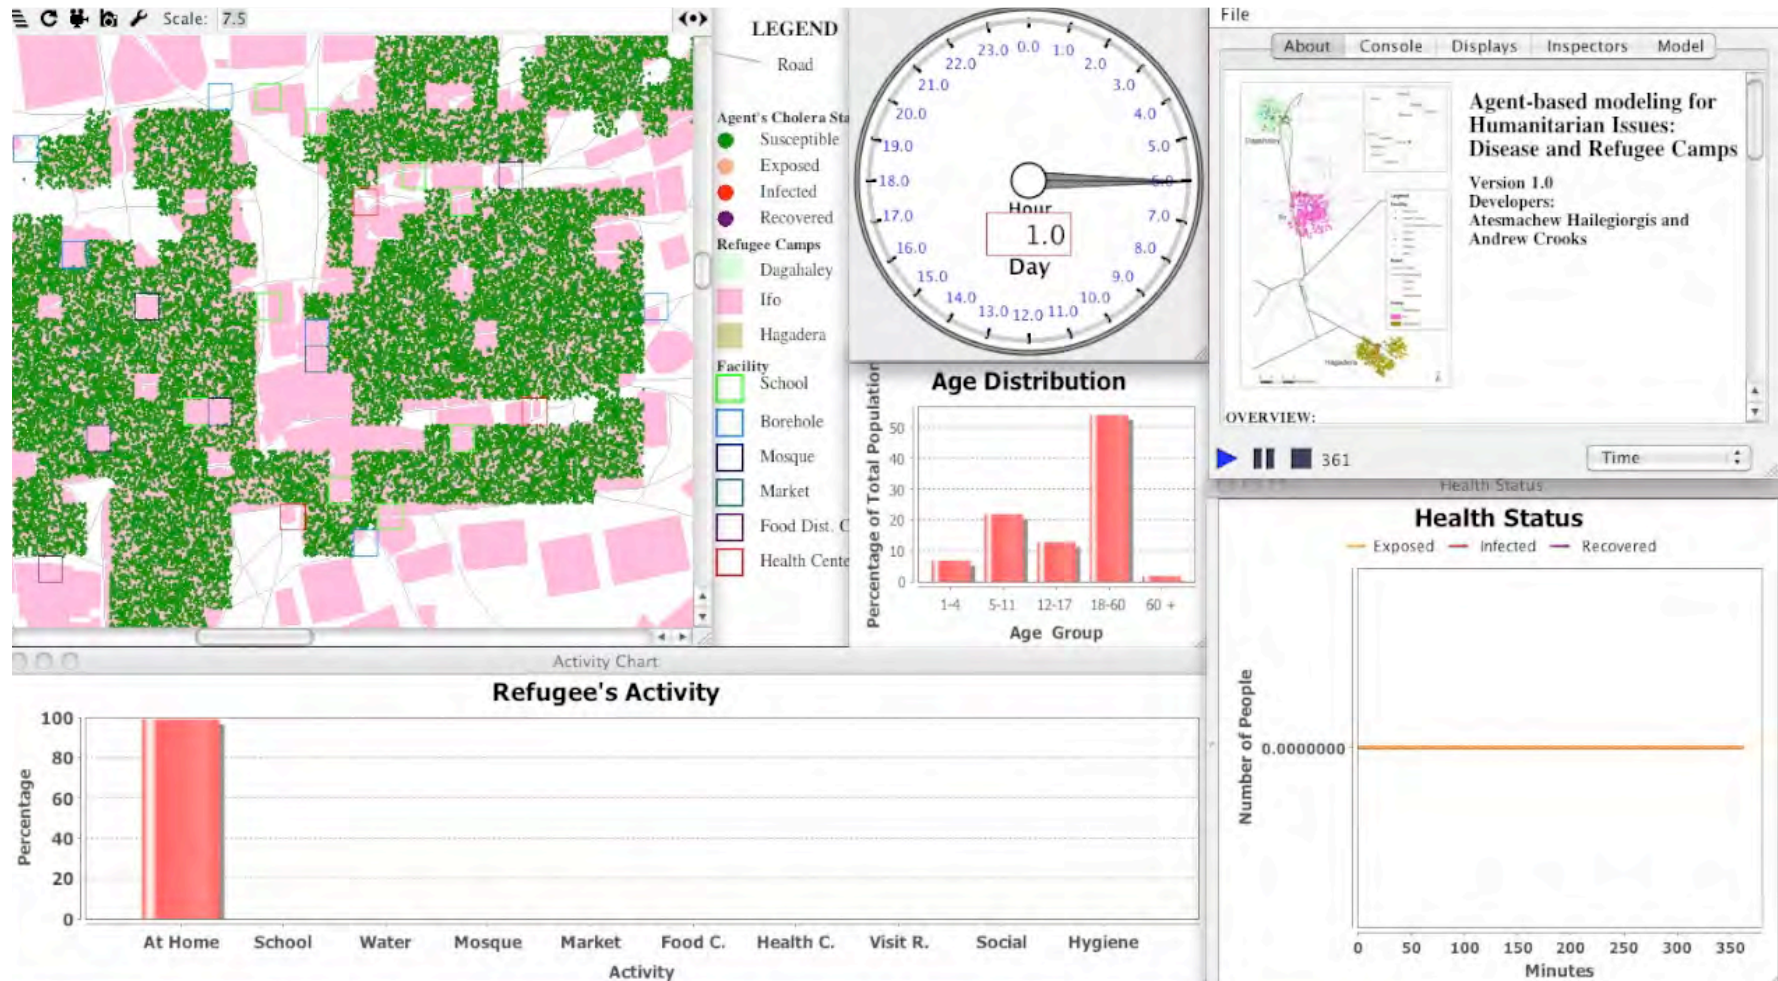 Scale: 7.5
LEGEND
Road
Agent's Cholera Sta
Susceptible
Exposed
Infected
Recovered
Refugee Camps
Dagahaley
Ifo
Hagadera
Facility
School
Borehole
Mosque
Market
Food Dist. C
Health Cente
0.0
1.0
2.0
3.0
4.0
5.0
6.0
7.0
8.0
9.0
10.0
11.0
12.0
13.0
14.0
15.0
16.0
17.0
18.0
19.0
20.0
21.0
22.0
23.0
Hour
1.0
Day
Age Distribution
Percentage of Total Population
50
40
30
20
10
0
1-4 5-11 12-17 18-60 60 +
Age Group
File
About Console Displays Inspectors Model
Agent-based modeling for
Humanitarian Issues:
Disease and Refugee Camps
Version 1.0
Developers:
Atesmachew Hailegiorgis and
Andrew Crooks
Dagahaley
Ifo
Hagadera
OVERVIEW:
361
Time
Activity Chart
Refugee's Activity
Percentage
100
80
60
40
20
0
At Home School Water Mosque Market Food C. Health C. Visit R. Social Hygiene
Activity
Health Status
Health Status
Exposed Infected Recovered
Number of People
0.0000000
0 50 100 150 200 250 300 350
Minutes